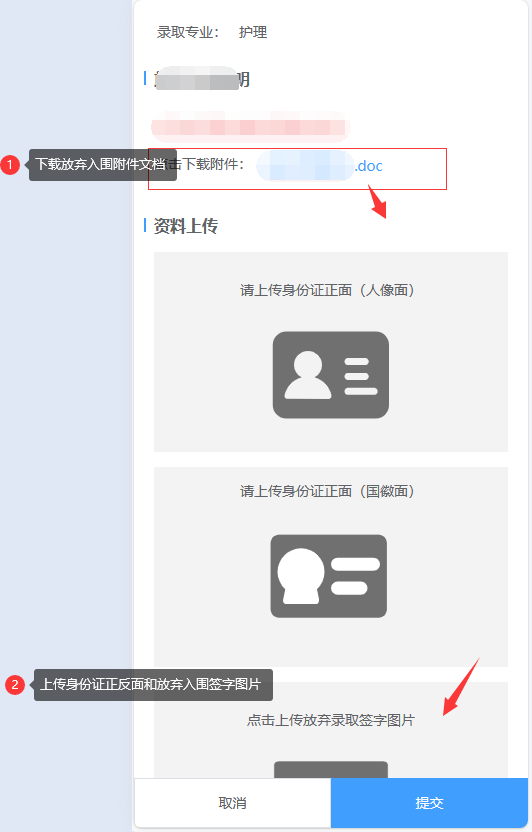 录取专业： 护理
明
1 下载放弃入围附件文档
击下载附件： .doc
资料上传
请上传身份证正面（人像面）
请上传身份证正面（国徽面）
2 上传身份证正反面和放弃入围签字图片
点击上传放弃录取签字图片
取消 提交